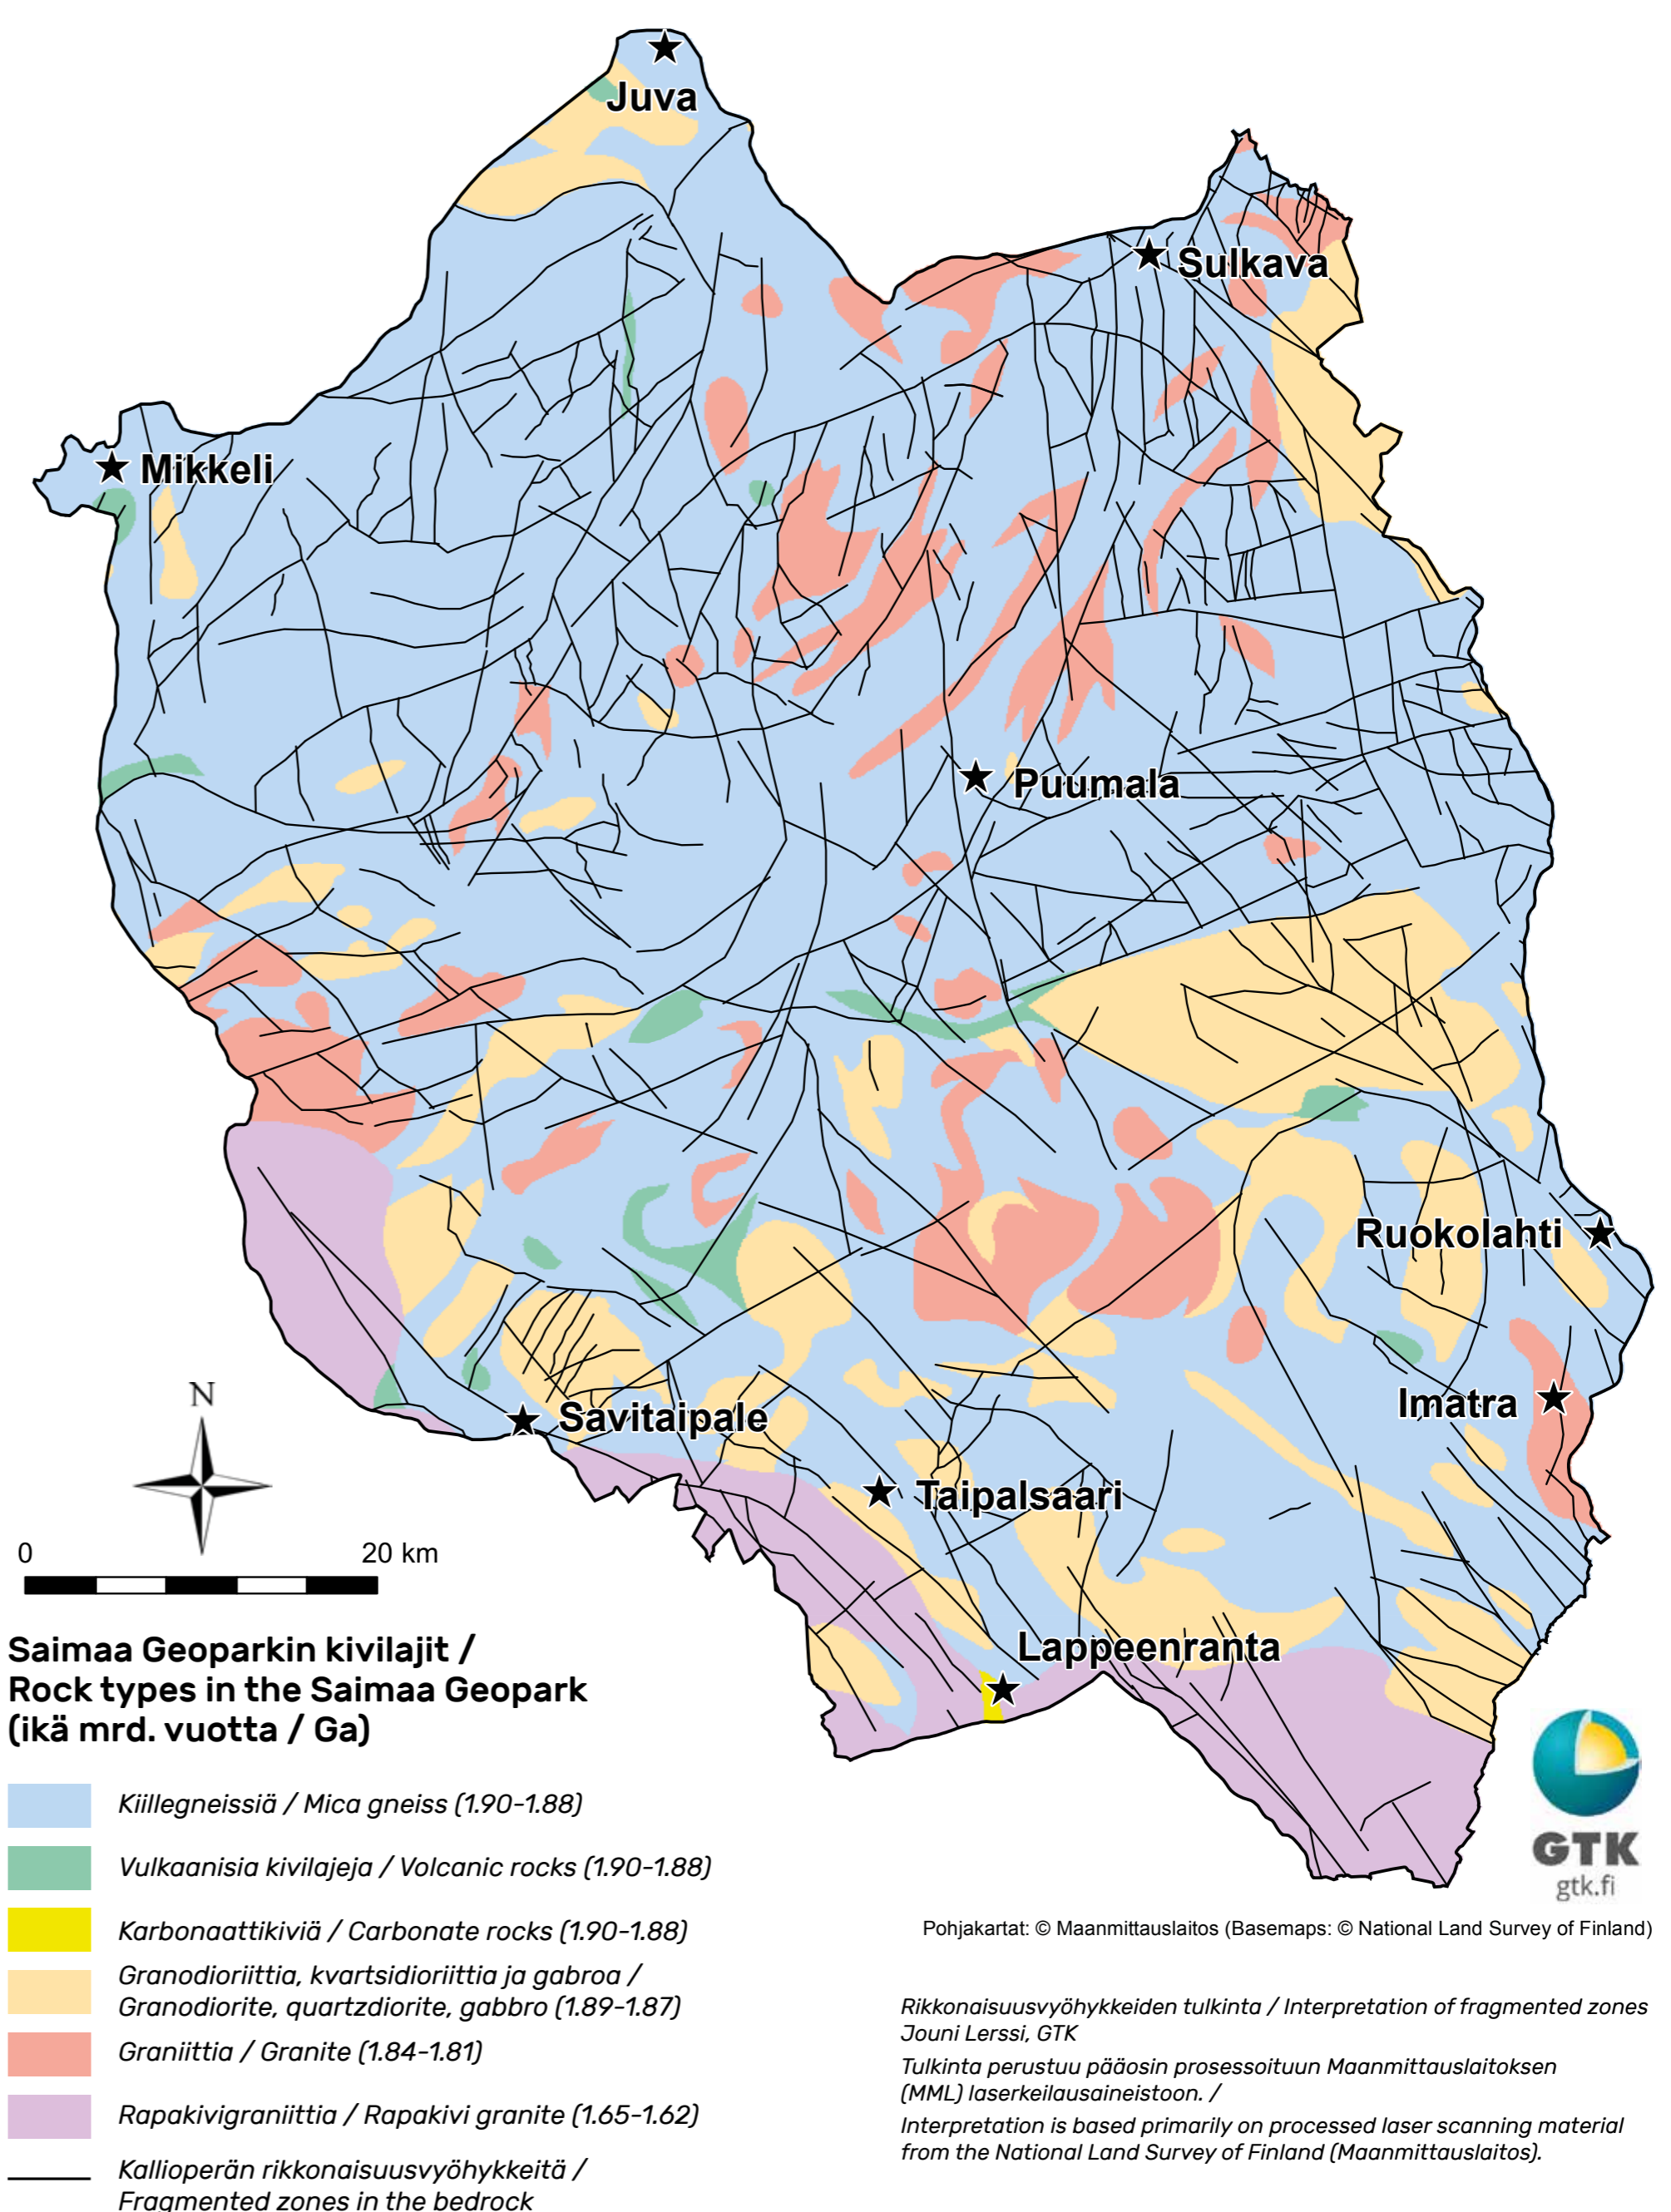 Juva
Sulkava
Mikkeli
Puumala
Ruokolahti
Imatra
Savitaipale
Taipalsaari
Lappeenranta
N
0 20 km
Saimaa Geoparkin kivilajit /
Rock types in the Saimaa Geopark
(ikä mrd. vuotta / Ga)
Kiillegneissiä / Mica gneiss (1.90-1.88)
Vulkaanisia kivilajeja / Volcanic rocks (1.90-1.88)
Karbonaattikiviä / Carbonate rocks (1.90-1.88)
Granodioriittia, kvartsidioriittia ja gabroa /
Granodiorite, quartzdiorite, gabbro (1.89-1.87)
Graniittia / Granite (1.84-1.81)
Rapakivigraniittia / Rapakivi granite (1.65-1.62)
Kallioperän rikkonaisuusvyöhykkeitä /
Fragmented zones in the bedrock
GTK
gtk.fi
Pohjakartat: © Maanmittauslaitos (Basemaps: © National Land Survey of Finland)
Rikkonaisuusvyöhykkeiden tulkinta / Interpretation of fragmented zones
Jouni Lerssi, GTK
Tulkinta perustuu pääosin prosessoituun Maanmittauslaitoksen
(MML) laserkeilausaineistoon. /
Interpretation is based primarily on processed laser scanning material
from the National Land Survey of Finland (Maanmittauslaitos).